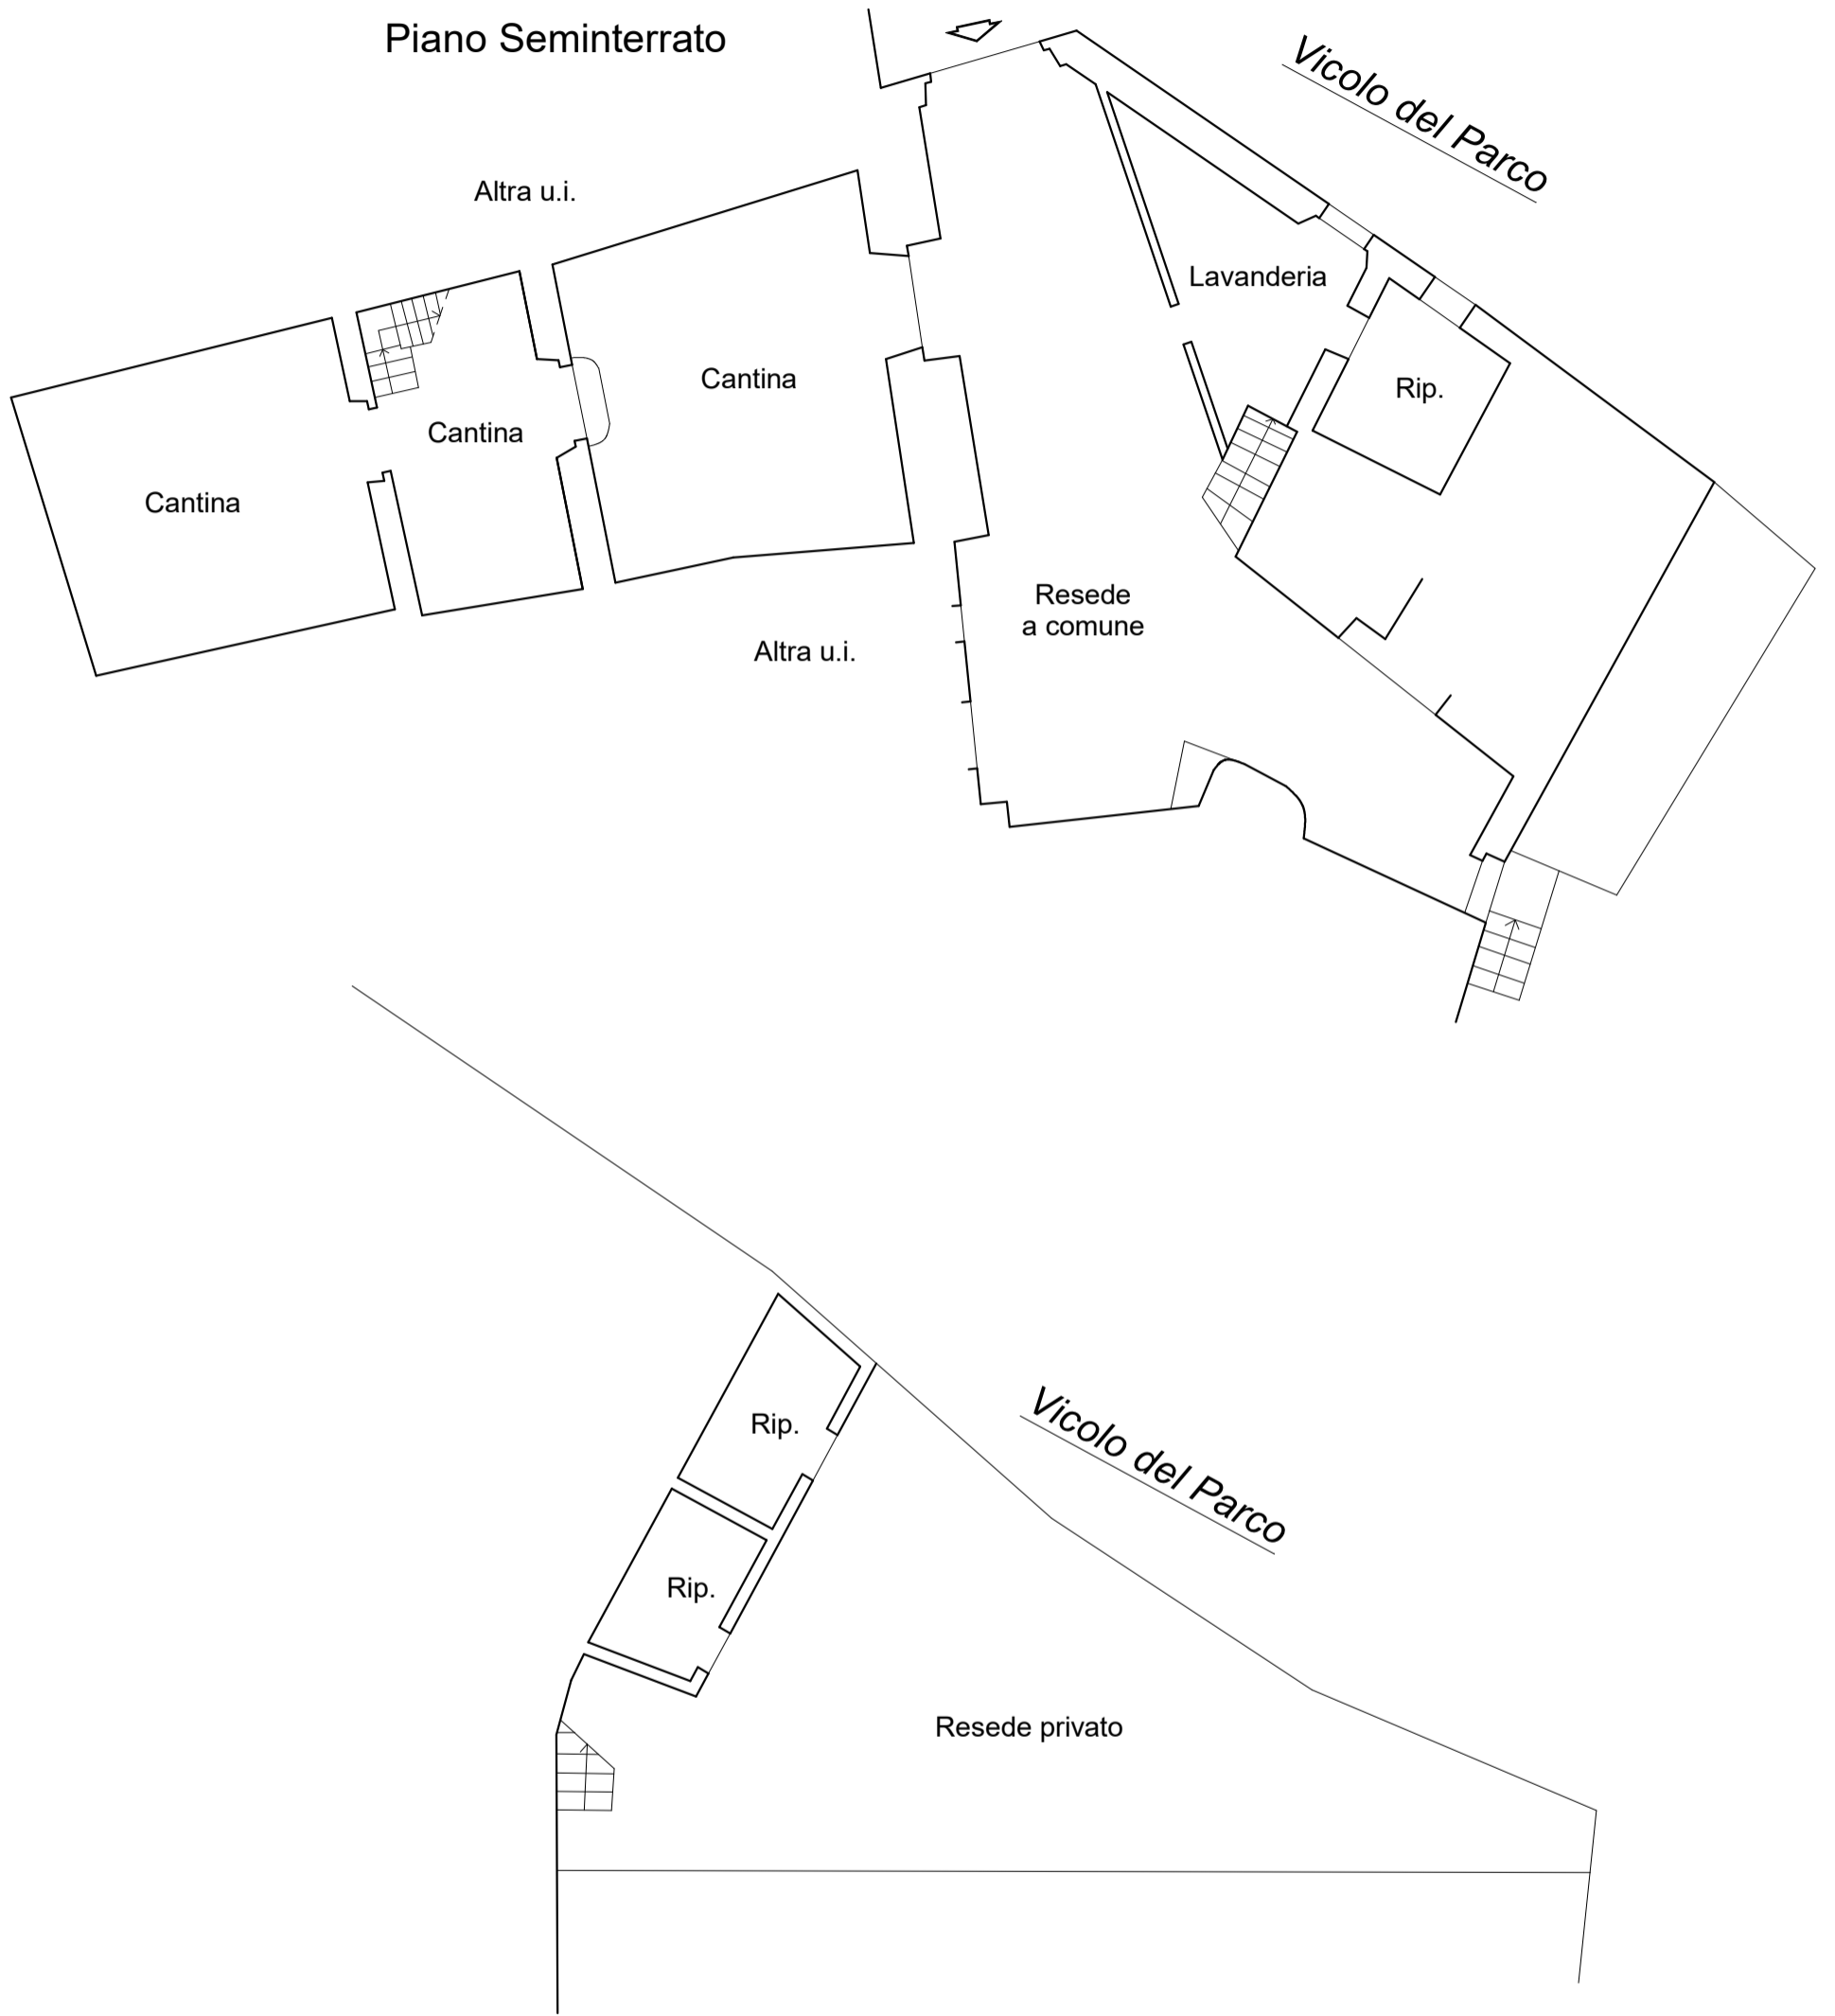 Piano Seminterrato
Vicolo del Parco
Altra u.i.
Lavanderia
Cantina
Rip.
Cantina
Cantina
Resede
a comune
Altra u.i.
Vicolo del Parco
Rip.
Rip.
Resede privato